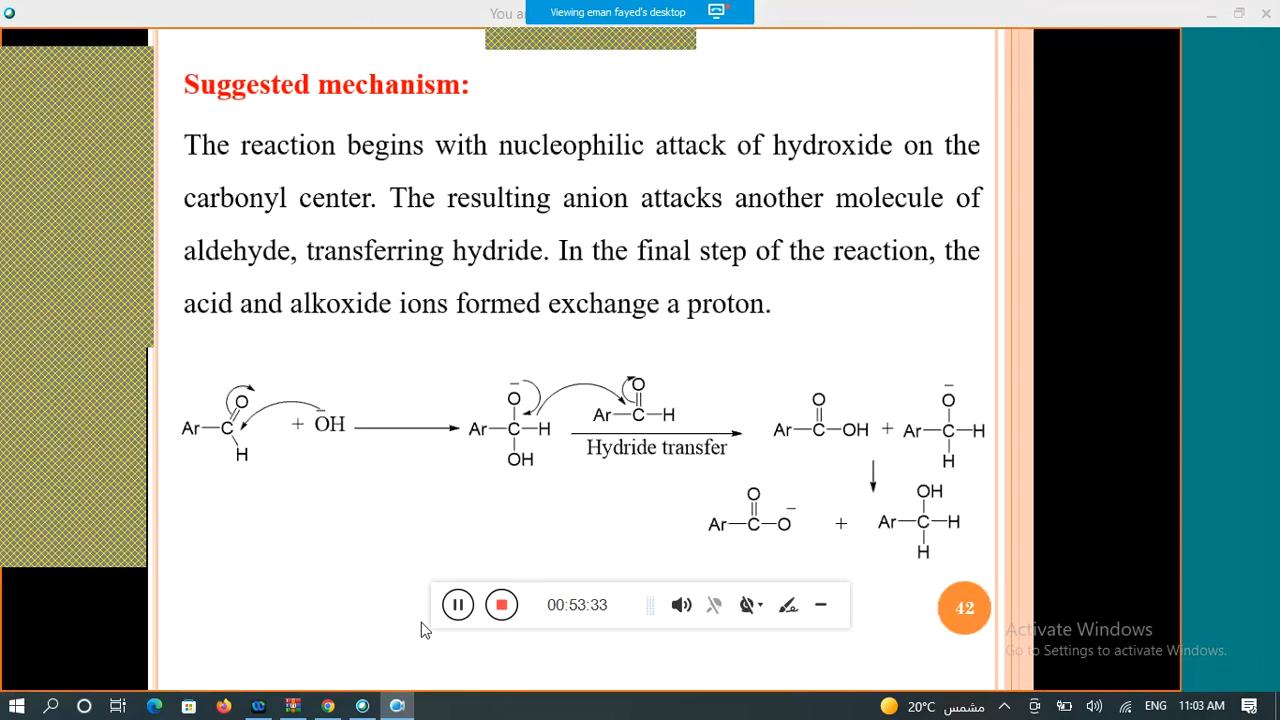 You a
Viewing eman fayed's desktop
Suggested mechanism:
The reaction begins with nucleophilic attack of hydroxide on the
carbonyl center. The resulting anion attacks another molecule of
aldehyde, transferring hydride. In the final step of the reaction, the
acid and alkoxide ions formed exchange a proton.
Ar—C O H + OH
Ar—C—H O OH
Ar—C—H O
Hydride transfer
Ar—C—OH O + Ar—C—H O H
Ar—C—O O + Ar—C—H OH H
00:53:33
42
Activate Windows
Go to Settings to activate Windows.
20°C مشمس
ENG
11:03 AM